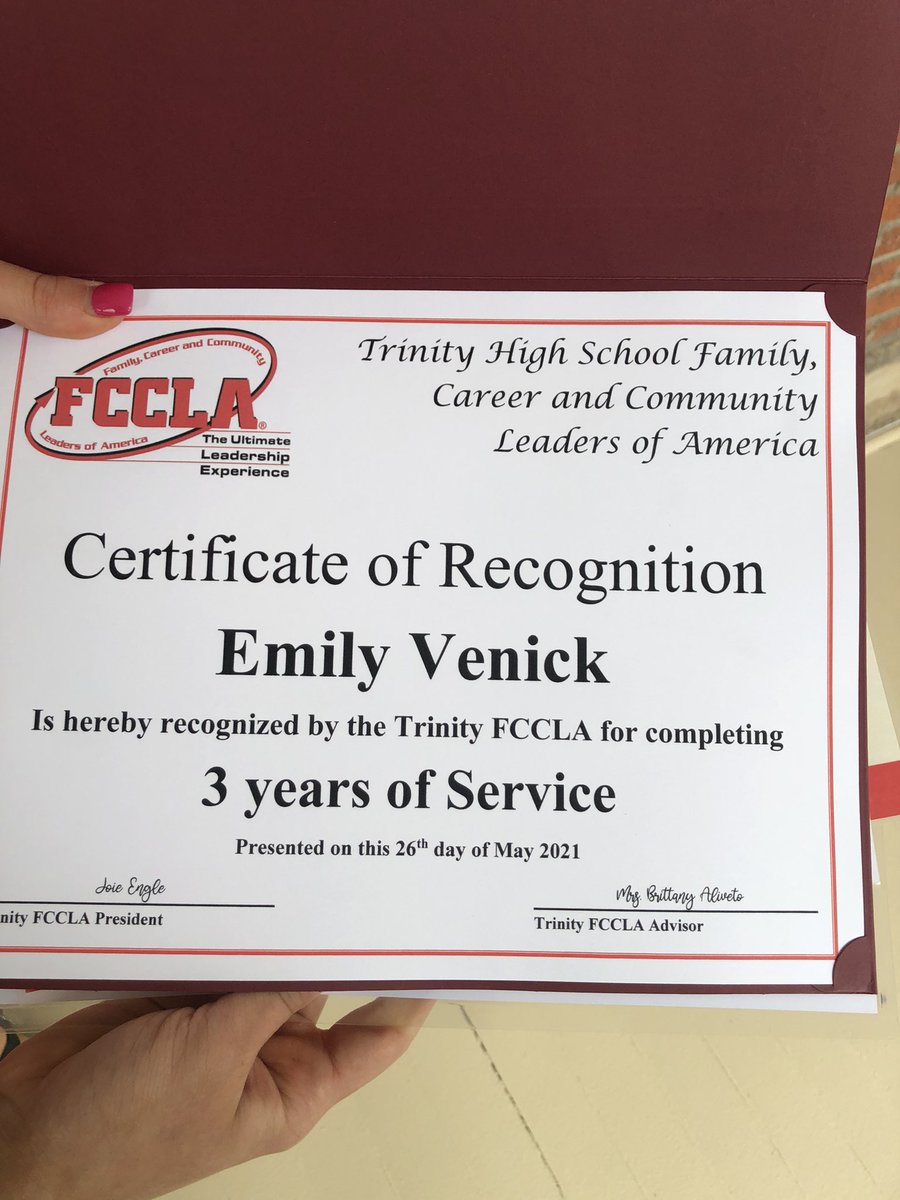 Family, Career and Community
FCCLA®
Leaders of America
The Ultimate
Leadership
Experience
Trinity High School Family,
Career and Community
Leaders of America
Certificate of Recognition
Emily Venick
Is hereby recognized by the Trinity FCCLA for completing
3 years of Service
Presented on this 26th day of May 2021
Joie Engle
nity FCCLA President
Mrs. Brittany Aliveto
Trinity FCCLA Advisor